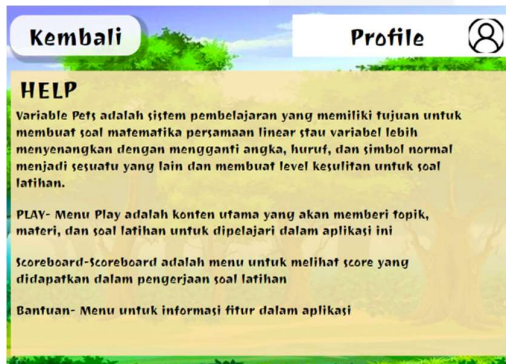 Kembali
Profile
HELP
Variable Pets adalah sistem pembelajaran yang memiliki tujuan untuk
membuat soal matematika persamaan linear stau variabel lebih
menyenangkan dengan mengganti angka, huruf, dan simbol normal
menjadi sesuatu yang lain dan membuat level kesulitan untuk soal
latihan.
PLAY- Menu Play adalah konten utama yang akan memberi topik,
materi, dan soal latihan untuk dipelajari dalam aplikasi ini
Scoreboard-Scoreboard adalah menu untuk melihat score yang
didapatkan dalam pengerjaan soal latihan
Bantuan- Menu untuk informasi fitur dalam aplikasi